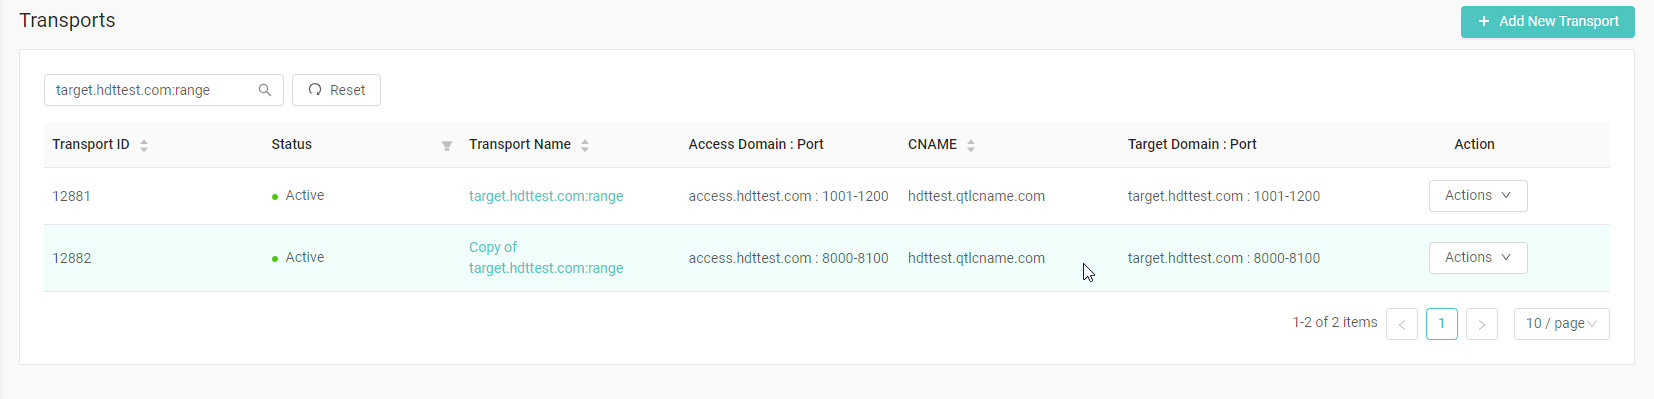 Transports
+ Add New Transport
target.hdttest.com:range
Reset
Transport ID Status Transport Name Access Domain : Port CNAME Target Domain : Port Action
12881 Active target.hdttest.com:range access.hdttest.com : 1001-1200 hdttest.qtlcname.com target.hdttest.com : 1001-1200 Actions
12882 Active Copy of
target.hdttest.com:range access.hdttest.com : 8000-8100 hdttest.qtlcname.com target.hdttest.com : 8000-8100 Actions
1-2 of 2 items < 1 > 10 / page